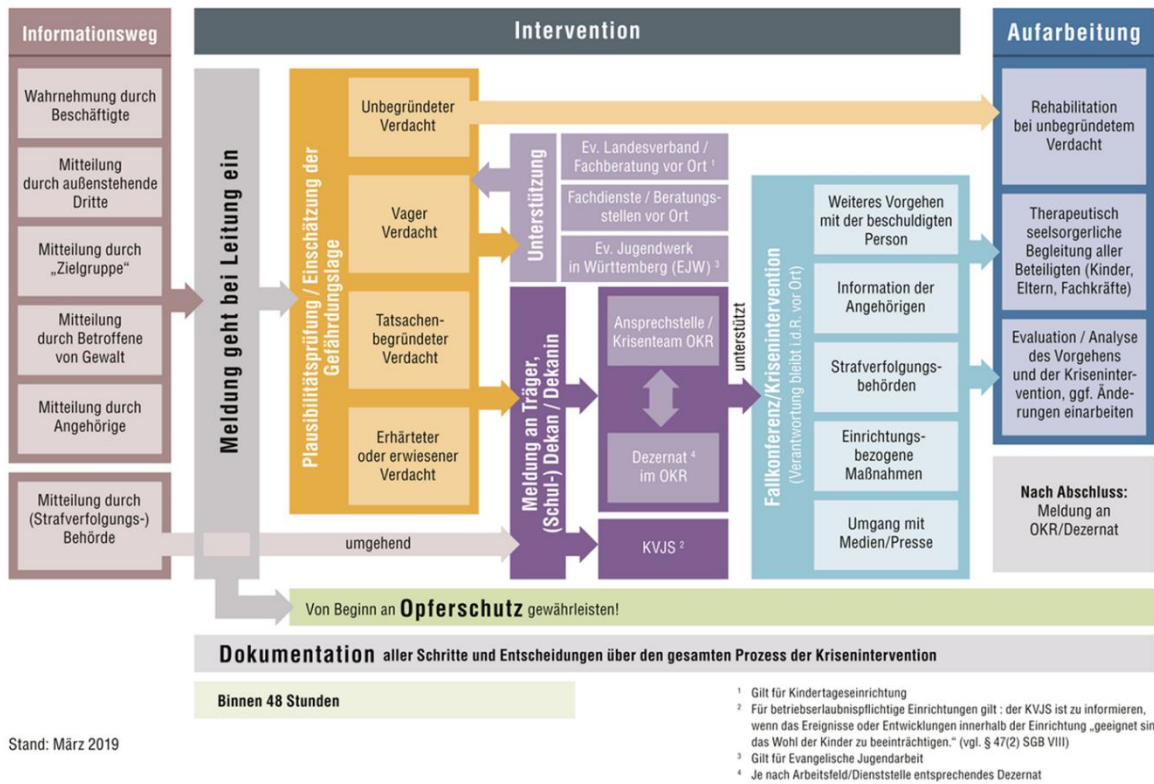 Informationsweg
Wahrnehmung durch
Beschäftigte
Mitteilung
durch außenstehende
Dritte
Mitteilung durch
„Zielgruppe“
Mitteilung
durch Betroffene
von Gewalt
Mitteilung durch
Angehörige
Mitteilung durch
(Strafverfolgungs-)
Behörde
Intervention
Meldung geht bei Leitung ein
Plausibilitätsprüfung / Einschätzung der
Gefährdungslage
Unbegründeter
Verdacht
Vager
Verdacht
Tatsachen-
begründeter
Verdacht
Erhärteter
oder erwiesener
Verdacht
umgehend
Unterstützung
Ev. Landesverband /
Fachberatung vor Ort ¹
Fachdienste / Beratungs-
stellen vor Ort
Ev. Jugendwerk
in Württemberg (EJW) ³
Meldung an Träger,
(Schul-) Dekan / Dekanin
Ansprechstelle /
Krisenteam OKR
Dezernat ⁴
im OKR
KVJS ²
unterstützt
Fallkonferenz/Krisenintervention
(Verantwortung bleibt i.d.R. vor Ort)
Weiteres Vorgehen
mit der beschuldigten
Person
Information der
Angehörigen
Strafverfolgungs-
behörden
Einrichtungs-
bezogene
Maßnahmen
Umgang mit
Medien/Presse
Aufarbeitung
Rehabilitation
bei unbegründetem
Verdacht
Therapeutisch
seelsorgerliche
Begleitung aller
Beteiligten (Kinder,
Eltern, Fachkräfte)
Evaluation / Analyse
des Vorgehens
und der Kriseninter-
vention, ggf. Ände-
rungen einarbeiten
Nach Abschluss:
Meldung an
OKR/Dezernat
Von Beginn an Opferschutz gewährleisten!
Dokumentation aller Schritte und Entscheidungen über den gesamten Prozess der Krisenintervention
Binnen 48 Stunden
Stand: März 2019
¹ Gilt für Kindertageseinrichtung
² Für betriebserlaubnispflichtige Einrichtungen gilt : der KVJS ist zu informieren,
wenn das Ereignisse oder Entwicklungen innerhalb der Einrichtung „geeignet sin
das Wohl der Kinder zu beeinträchtigen.“ (vgl. § 47(2) SGB VIII)
³ Gilt für Evangelische Jugendarbeit
⁴ Je nach Arbeitsfeld/Dienststelle entsprechendes Dezernat